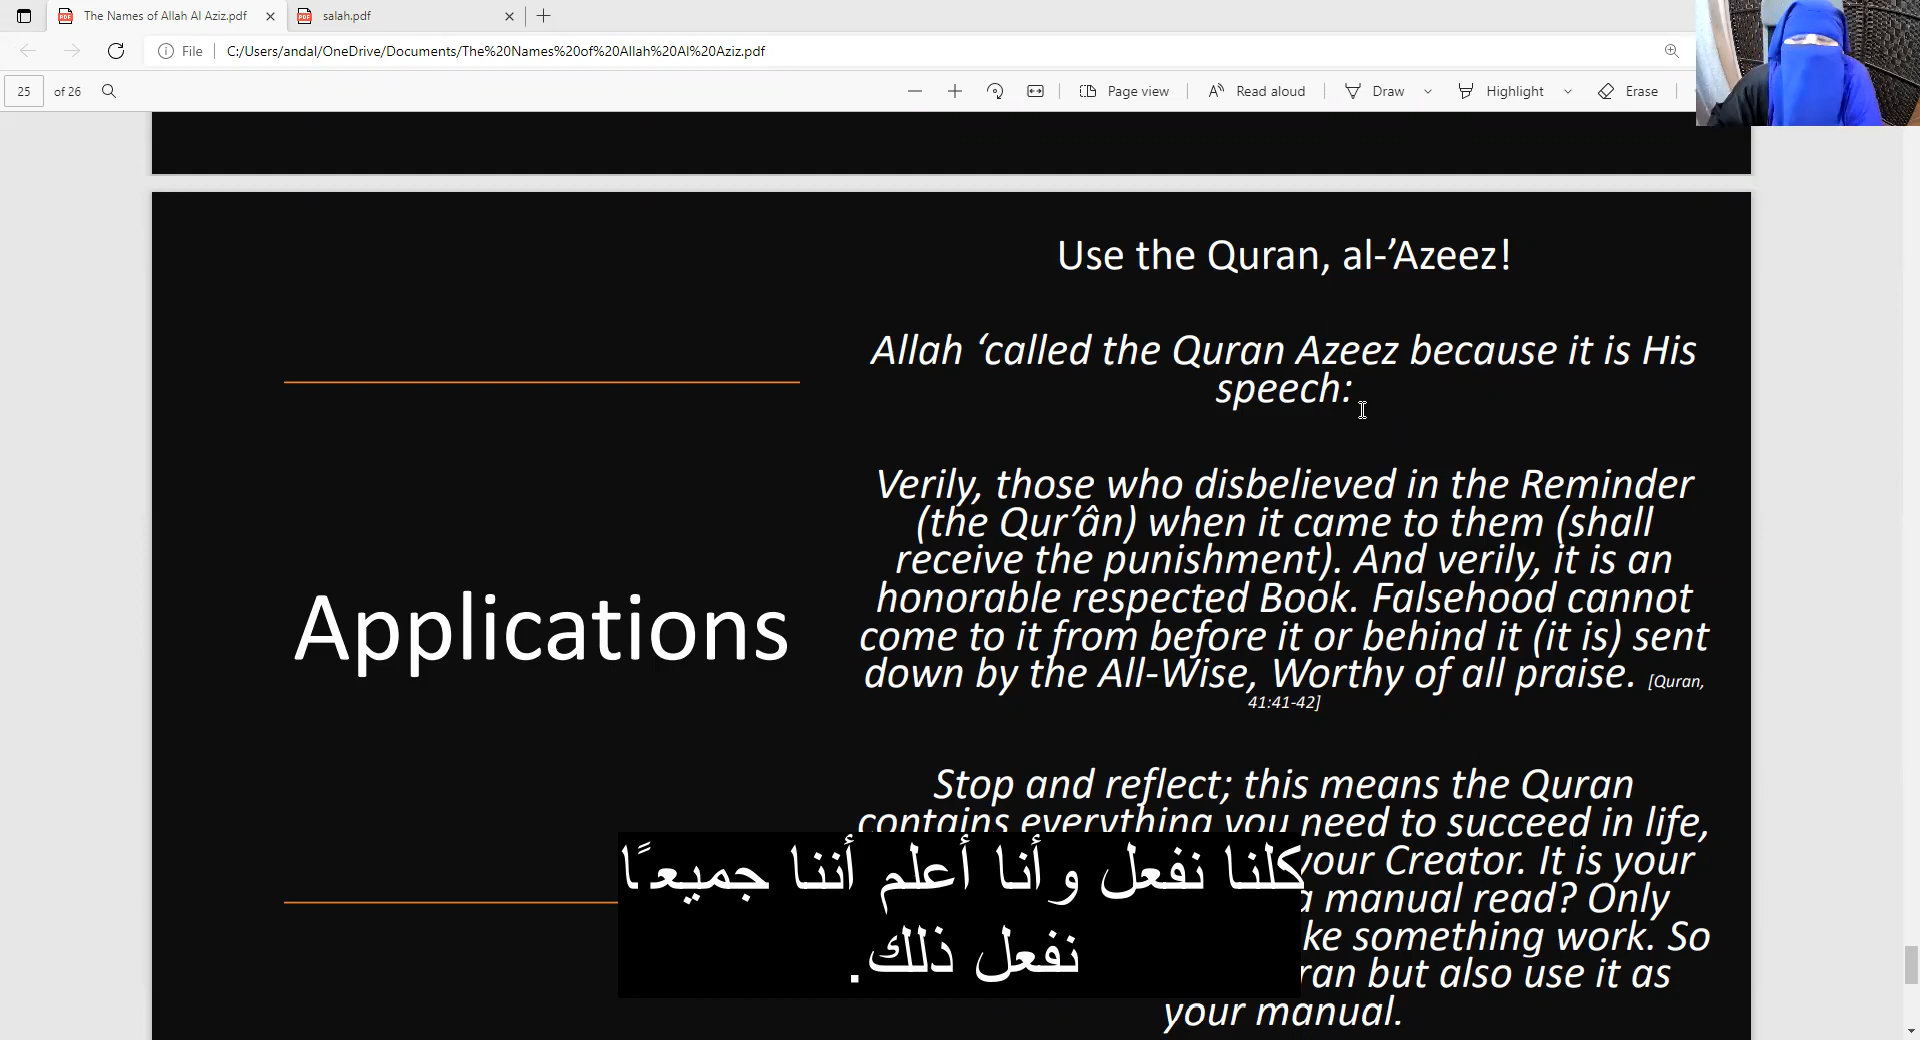 The Names of Allah Al Aziz.pdf
salah.pdf
File
C:/Users/andal/OneDrive/Documents/The%20Names%20of%20Allah%20Al%20Aziz.pdf
25 of 26
Page view
Read aloud
Draw
Highlight
Erase
Applications
Use the Quran, al-’Azeez!
Allah ‘called the Quran Azeez because it is His
speech:
Verily, those who disbelieved in the Reminder
(the Qur’ân) when it came to them (shall
receive the punishment). And verily, it is an
honorable respected Book. Falsehood cannot
come to it from before it or behind it (it is) sent
down by the All-Wise, Worthy of all praise. [Quran,
41:41-42]
Stop and reflect; this means the Quran
contains everything you need to succeed in life,
your Creator. It is your
manual read? Only
something work. So
but also use it as
your manual.
كلنا نفعل وأنا أعلم أننا جميعًا
نفعل ذلك.